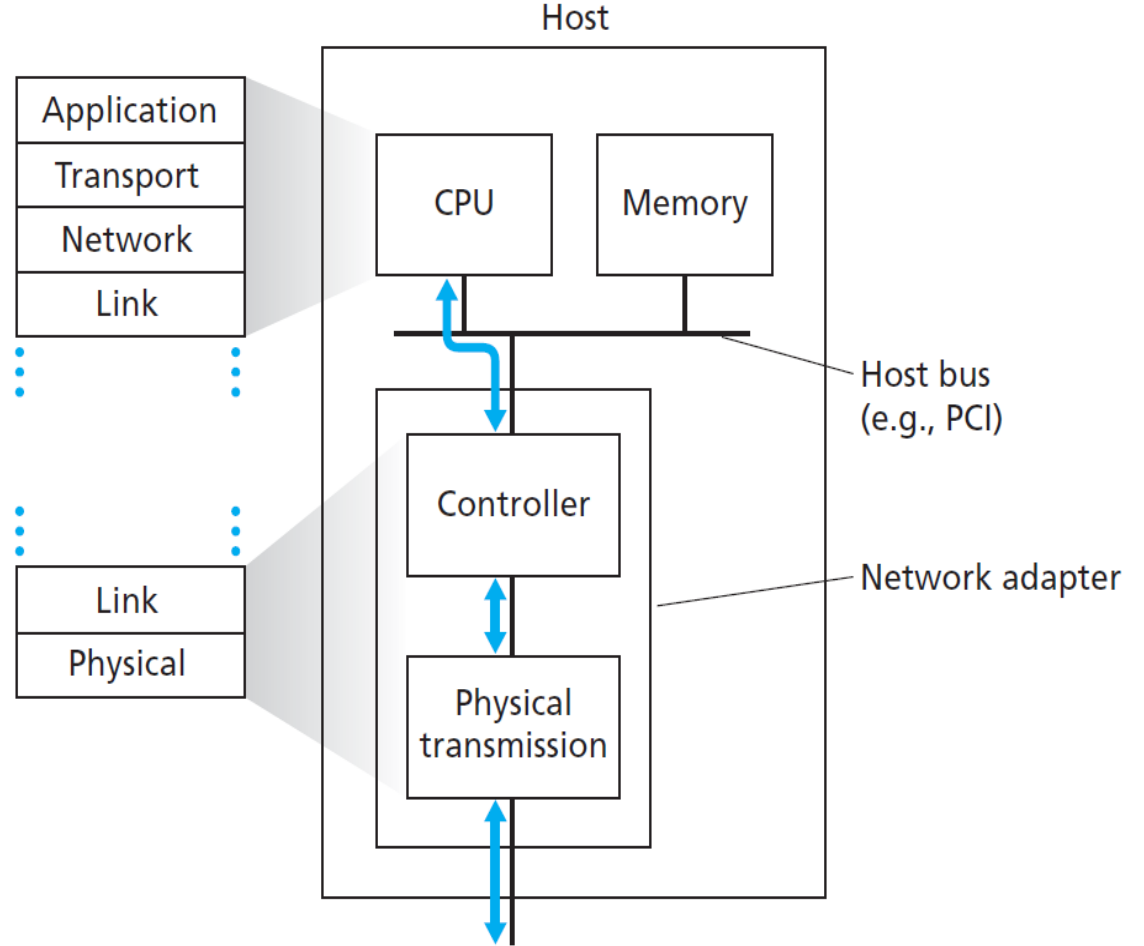 Host
Application
Transport
Network
Link
CPU
Memory
Host bus
(e.g., PCI)
Controller
Network adapter
Link
Physical
Physical
transmission